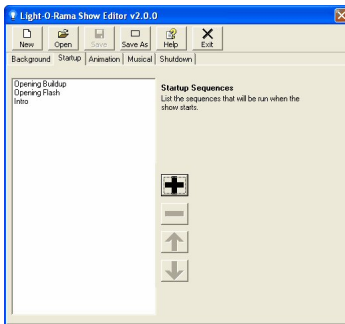 Light-O-Rama Show Editor v2.0.0
New Open Save Save As Help Exit
Background Startup Animation Musical Shutdown
Opening Buildup
Opening Flash
Intro
Startup Sequences
List the sequences that will be run when the
show starts.